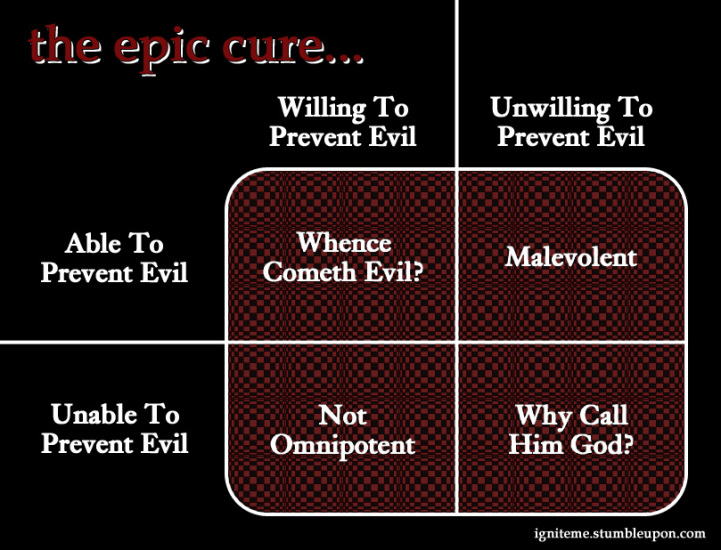 the epic cure...
Willing To
Prevent Evil
Unwilling To
Prevent Evil
Able To
Prevent Evil
Whence
Cometh Evil?
Malevolent
Unable To
Prevent Evil
Not
Omnipotent
Why Call
Him God?
igniteme.stumbleupon.com